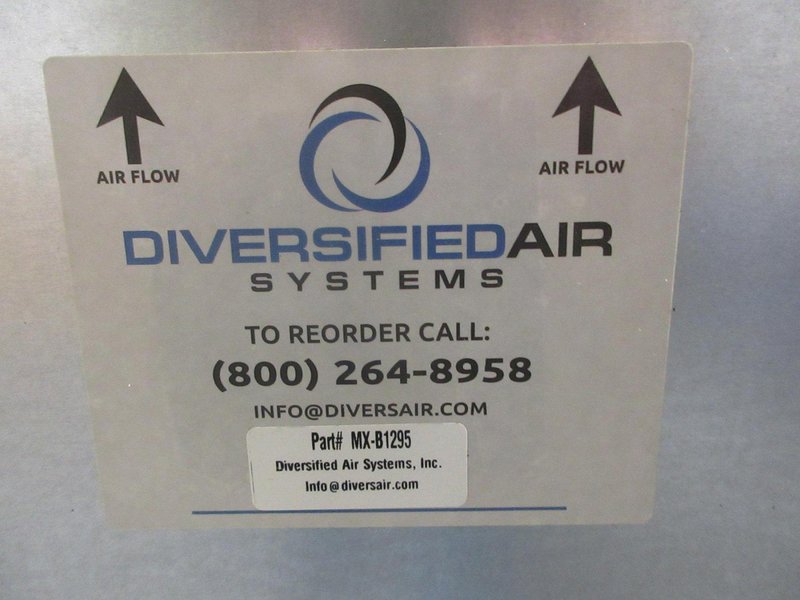 AIR FLOW
AIR FLOW
DIVERSIFIEDAIR
SYSTEMS
TO REORDER CALL:
(800) 264-8958
INFO@DIVERSAIR.COM
Part# MX-B1295
Diversified Air Systems, Inc.
Info@diversair.com